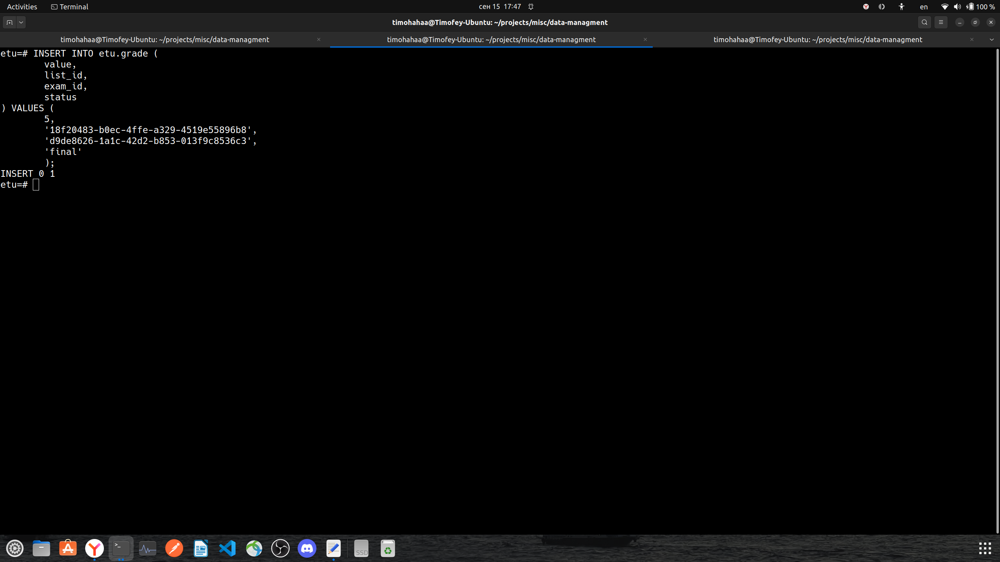 Activities
Terminal
сен 15 17:47
en
100 %
timohahaa@Timofey-Ubuntu: ~/projects/misc/data-managment
timohahaa@Timofey-Ubuntu: ~/projects/misc/data-managment
timohahaa@Timofey-Ubuntu: ~/projects/misc/data-managment
timohahaa@Timofey-Ubuntu: ~/projects/misc/data-managment
etu=# INSERT INTO etu.grade (
value,
list_id,
exam_id,
status
) VALUES (
5,
'18f20483-b0ec-4ffe-a329-4519e55896b8',
'd9de8626-1a1c-42d2-b853-013f9c8536c3',
'final'
);
INSERT 0 1
etu=#
SSD